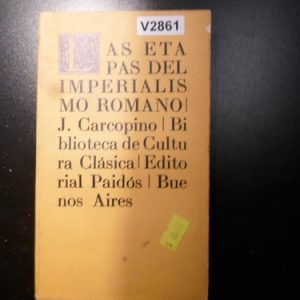 V2861
LAS ETA
PAS DEL
IMPERIALIS
MO ROMANO|
J. Carcopino | Bi
blioteca de Cultu
ra Clásica | Edito
rial Paidós | Bue
nos Aires